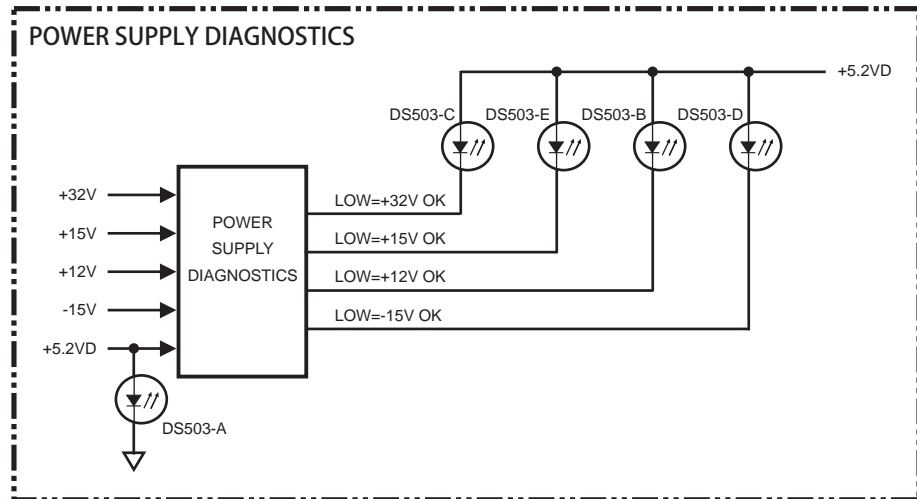 POWER SUPPLY DIAGNOSTICS
+5.2VD
DS503-C
DS503-E
DS503-B
DS503-D
+32V
+15V
+12V
-15V
+5.2VD
POWER
SUPPLY
DIAGNOSTICS
LOW=+32V OK
LOW=+15V OK
LOW=+12V OK
LOW=-15V OK
DS503-A